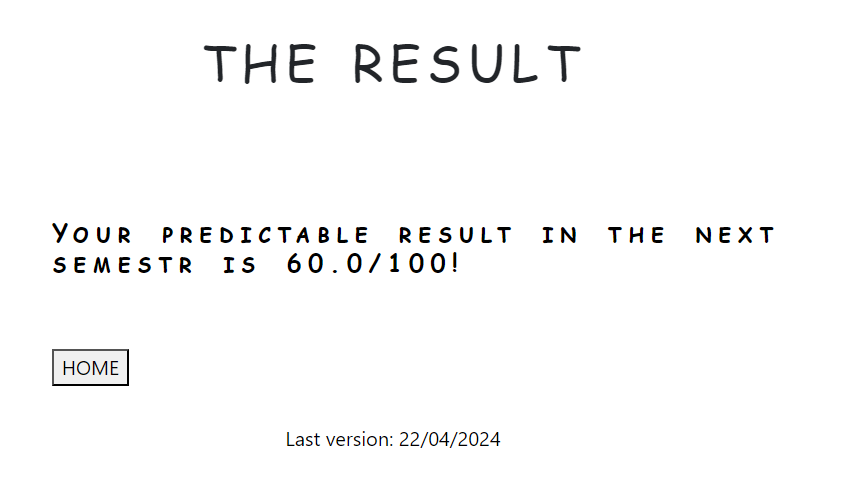 THE RESULT
YOUR PREDICTABLE RESULT IN THE NEXT
SEMESTR IS 60.0/100!
HOME
Last version: 22/04/2024